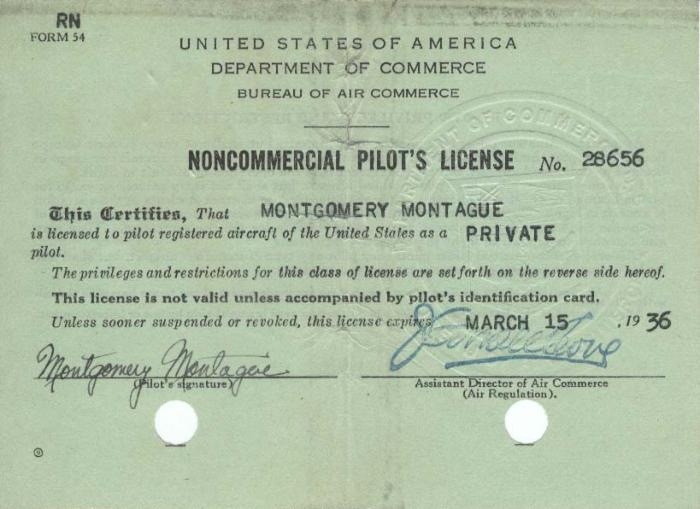 RN
FORM 54
UNITED STATES OF AMERICA
DEPARTMENT OF COMMERCE
BUREAU OF AIR COMMERCE
NONCOMMERCIAL PILOT'S LICENSE No. 28656
This Certifies, That MONTGOMERY MONTAGUE
is licensed to pilot registered aircraft of the United States as a PRIVATE
pilot.
The privileges and restrictions for this class of license are set forth on the reverse side hereof.
This license is not valid unless accompanied by pilot's identification card.
Unless sooner suspended or revoked, this license expires MARCH 15, 1936
Montgomery Montague
(Pilot's signature)
Assistant Director of Air Commerce
(Air Regulation).